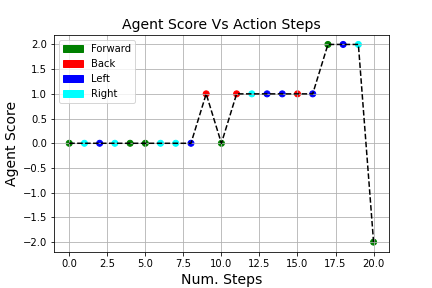 Agent Score Vs Action Steps
Agent Score
2.0
1.5
1.0
0.5
0.0
−0.5
−1.0
−1.5
−2.0
Forward
Back
Left
Right
0.0 2.5 5.0 7.5 10.0 12.5 15.0 17.5 20.0
Num. Steps